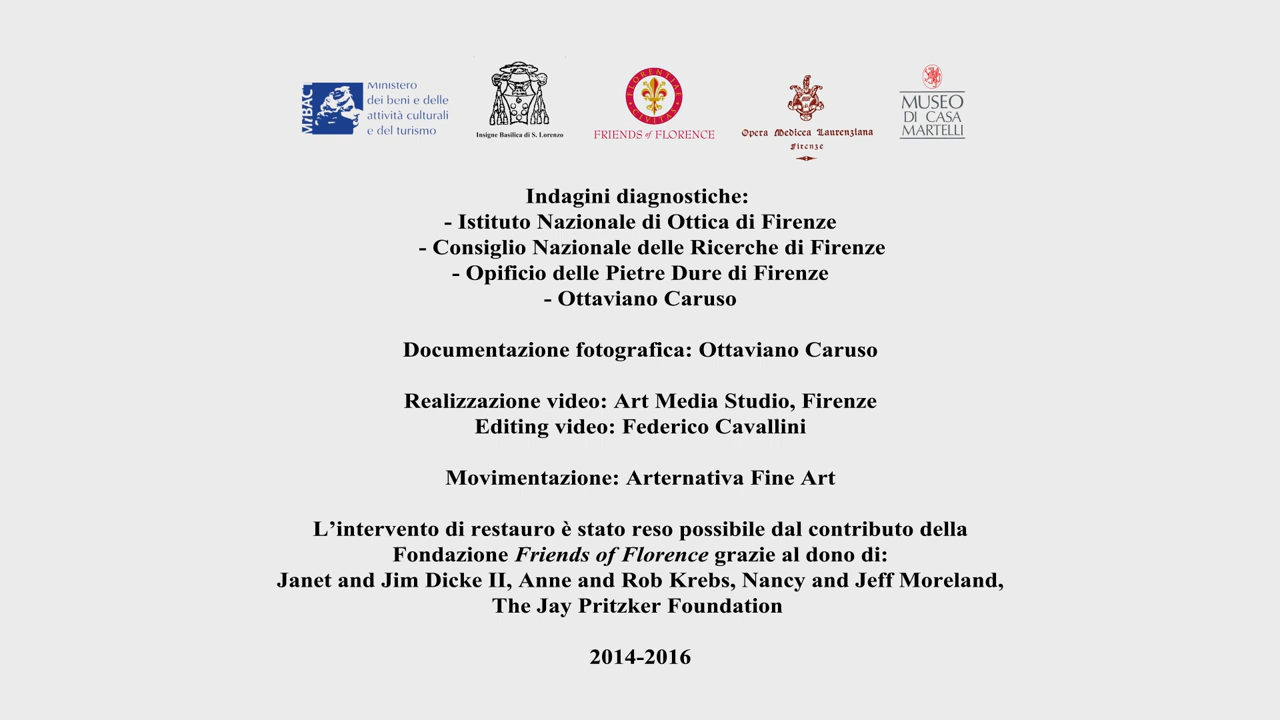 MiBACT
Ministero
dei beni e delle
attività culturali
e del turismo
Insigne Basilica di S. Lorenzo
FLORENTIAE
CIVITAS
FRIENDS of FLORENCE
Opera Medicea Laurenziana
Firenze
MUSEO
DI CASA
MARTELLI
Indagini diagnostiche:
- Istituto Nazionale di Ottica di Firenze
- Consiglio Nazionale delle Ricerche di Firenze
- Opificio delle Pietre Dure di Firenze
- Ottaviano Caruso
Documentazione fotografica: Ottaviano Caruso
Realizzazione video: Art Media Studio, Firenze
Editing video: Federico Cavallini
Movimentazione: Arternativa Fine Art
L’intervento di restauro è stato reso possibile dal contributo della
Fondazione Friends of Florence grazie al dono di:
Janet and Jim Dicke II, Anne and Rob Krebs, Nancy and Jeff Moreland,
The Jay Pritzker Foundation
2014-2016